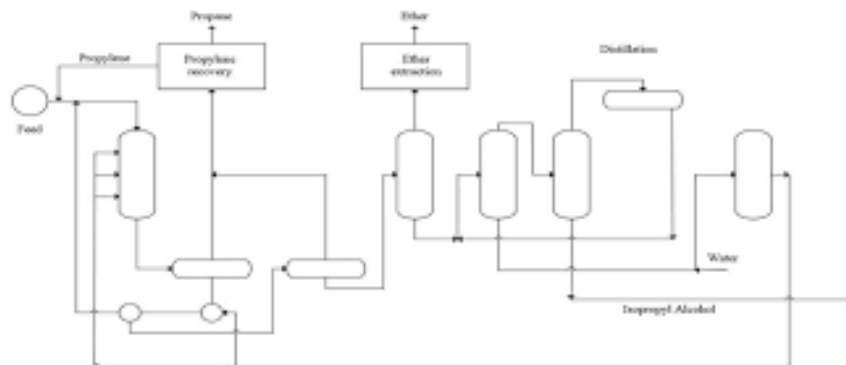 Propane
Ether
Propylene
Propylene
recovery
Ether
extraction
Distillation
Feed
Water
Isopropyl Alcohol